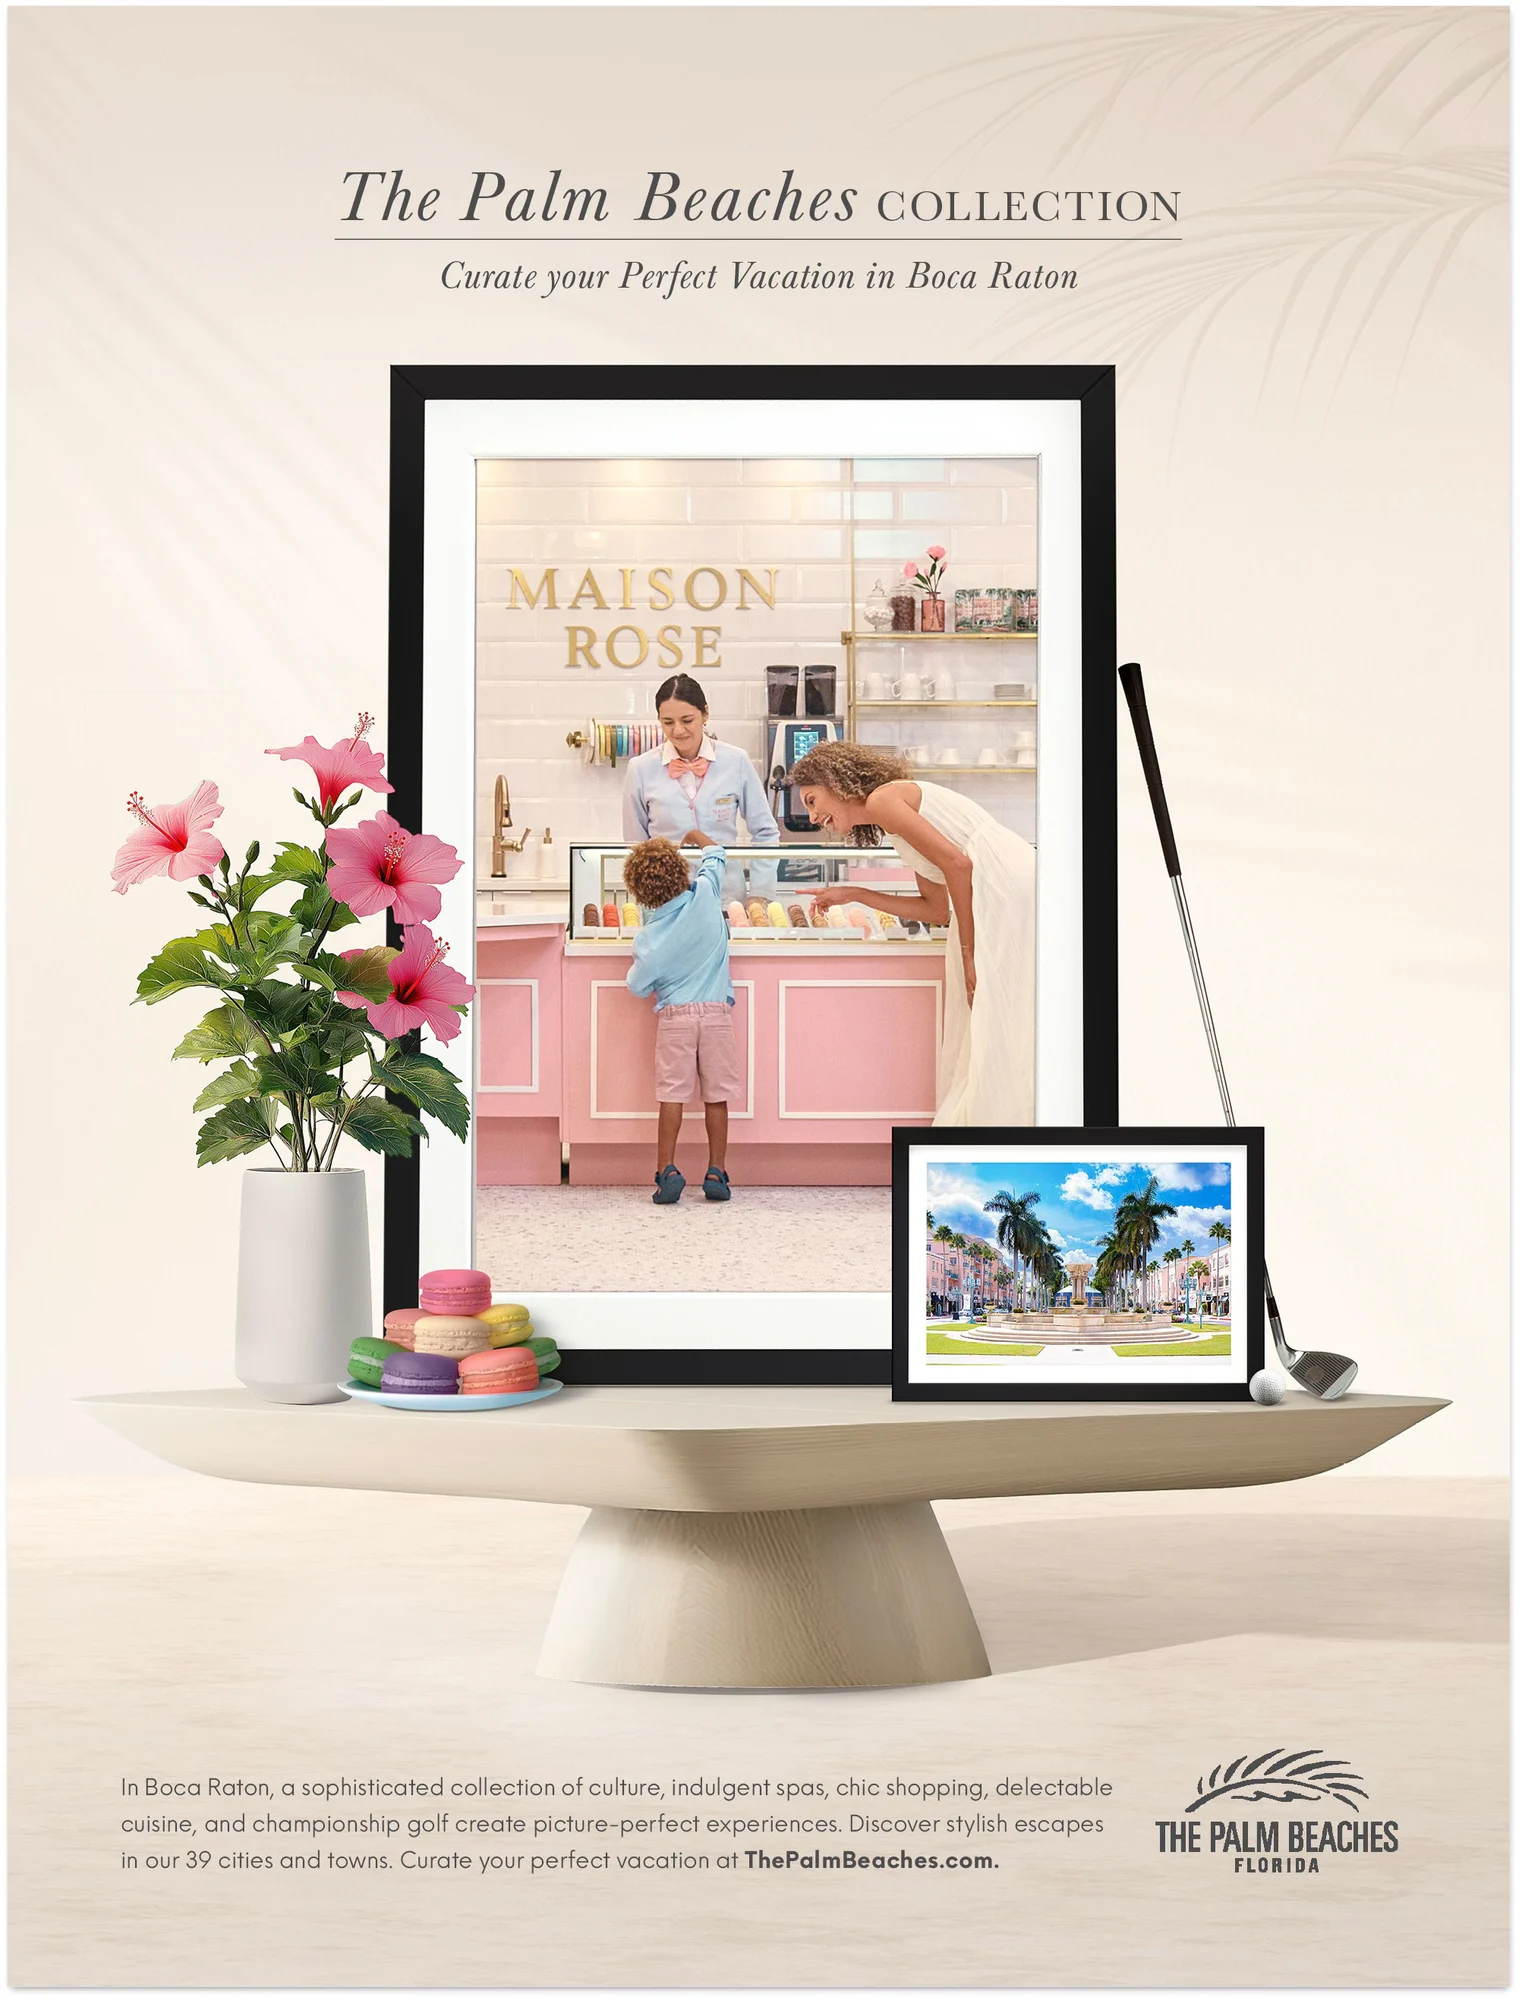 The Palm Beaches COLLECTION
Curate your Perfect Vacation in Boca Raton
MAISON
ROSE
In Boca Raton, a sophisticated collection of culture, indulgent spas, chic shopping, delectable
cuisine, and championship golf create picture-perfect experiences. Discover stylish escapes
in our 39 cities and towns. Curate your perfect vacation at ThePalmBeaches.com.
THE PALM BEACHES
FLORIDA